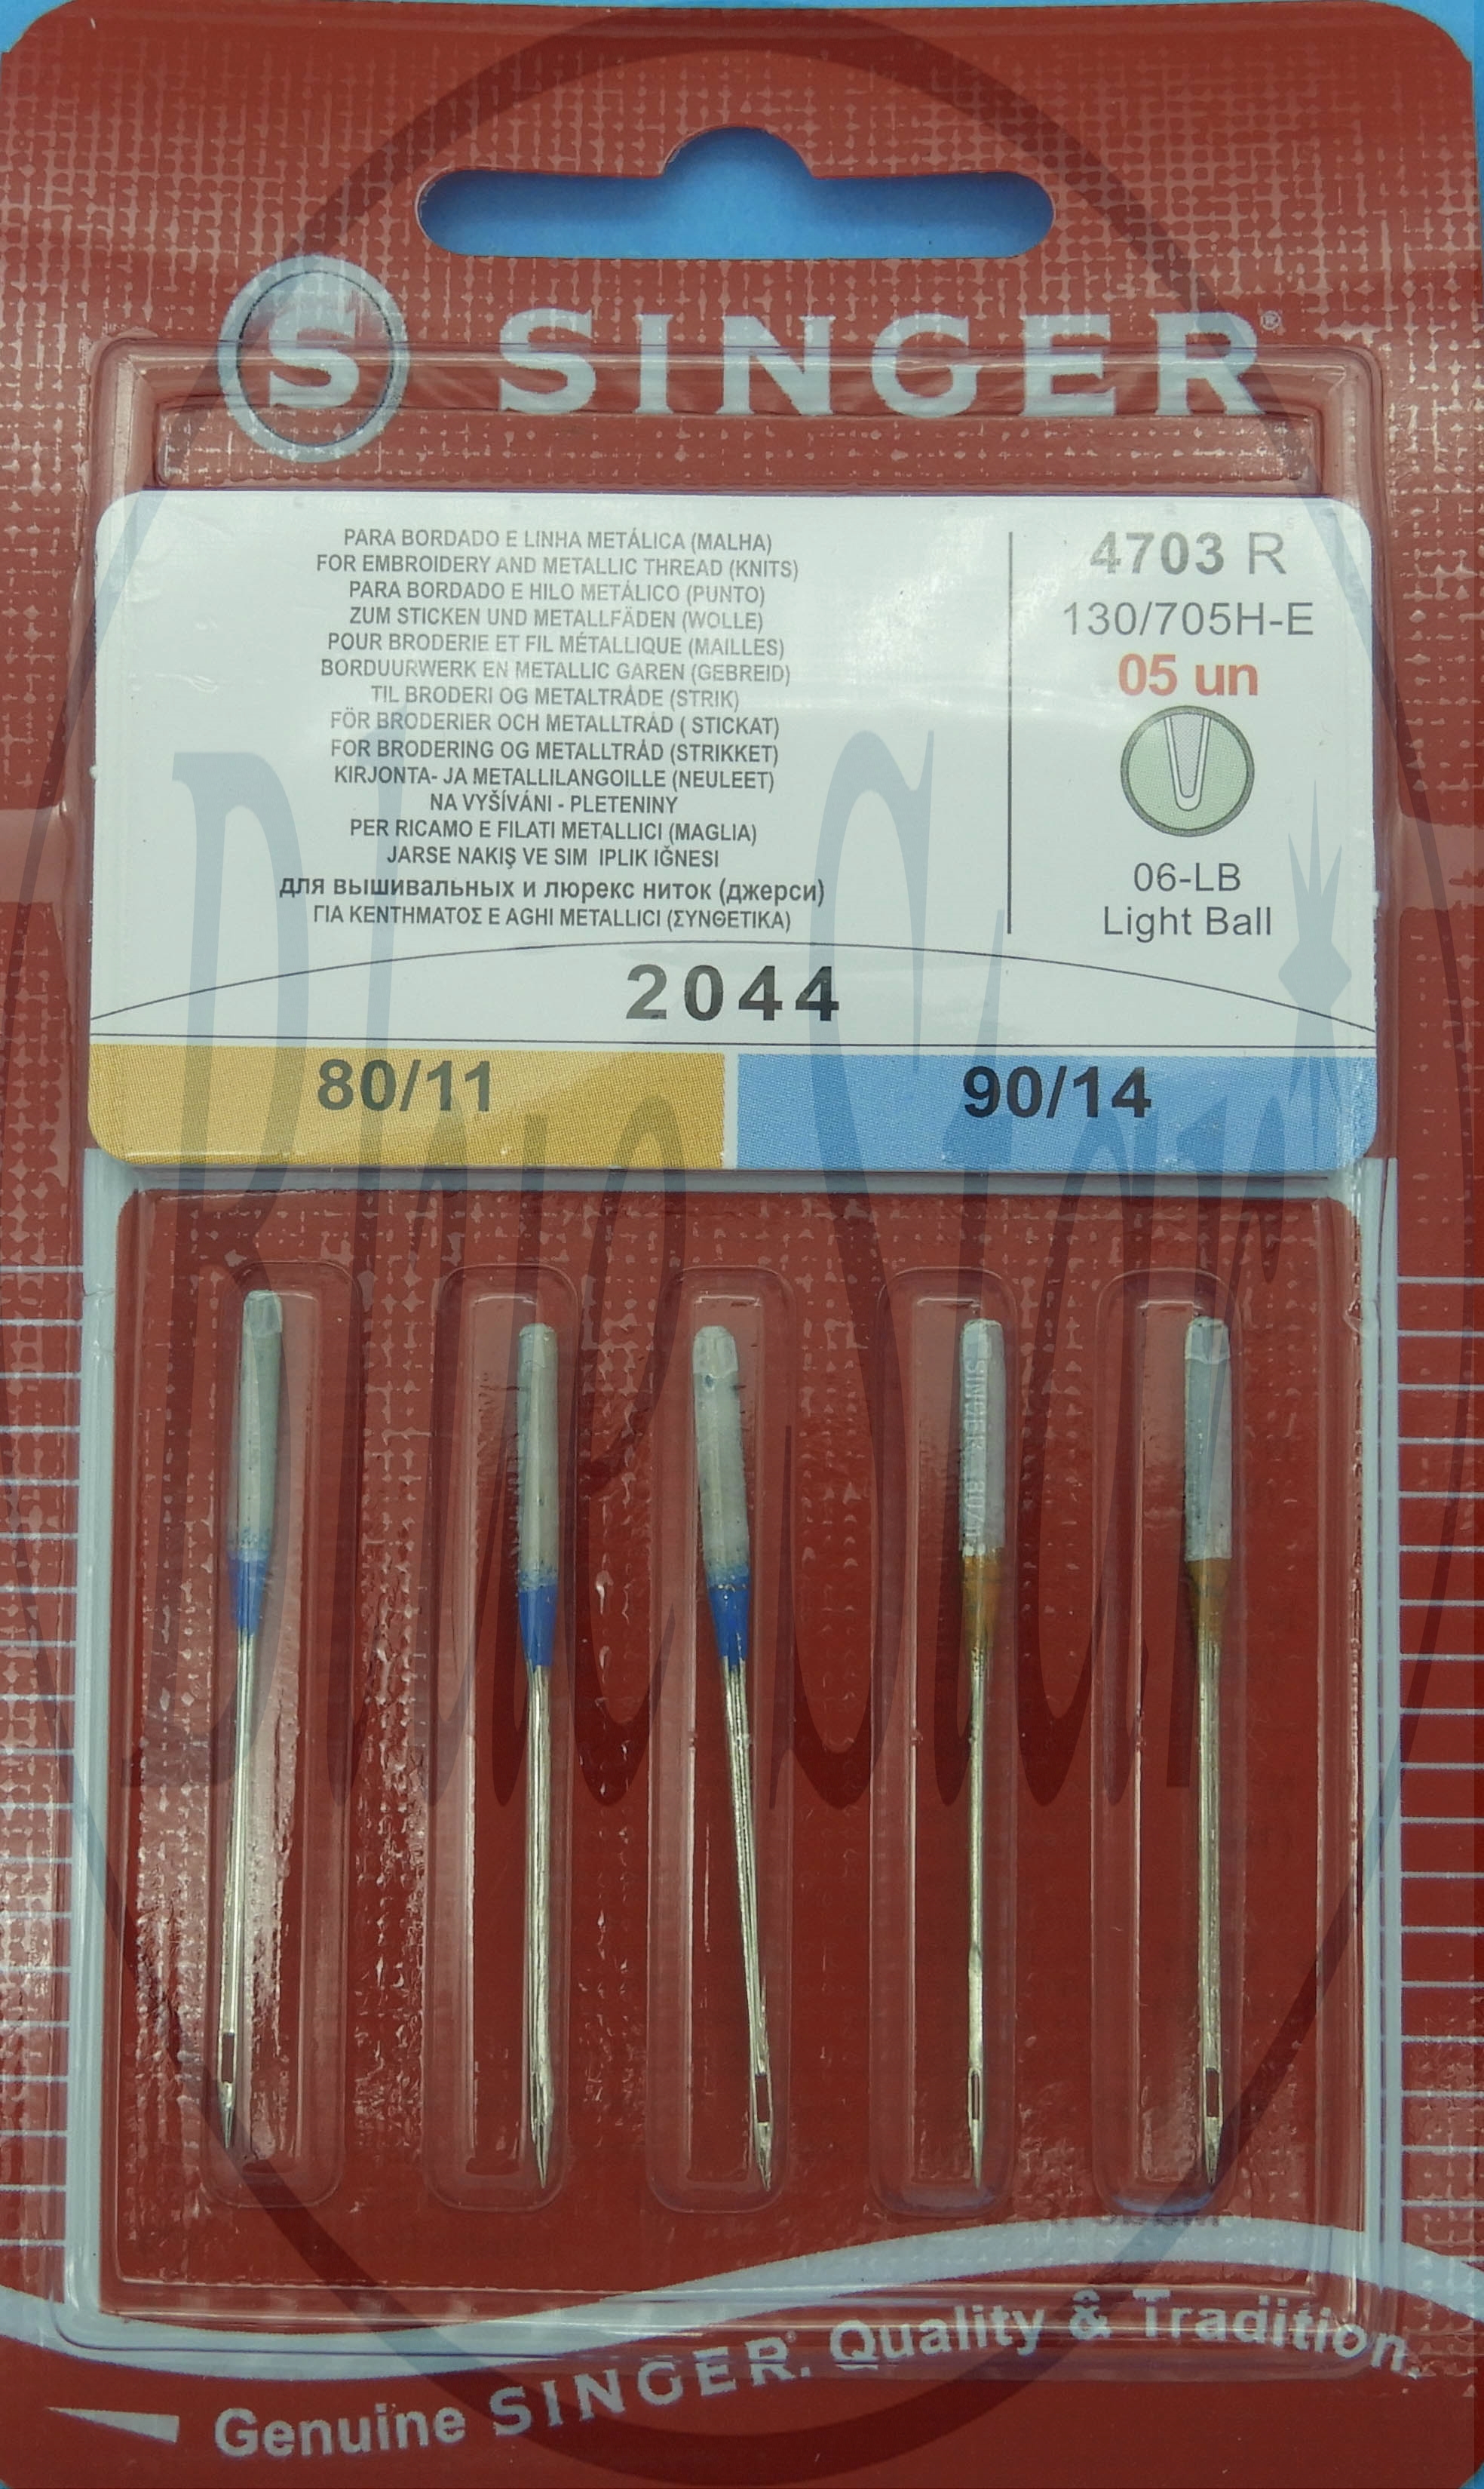 S SINGER®
PARA BORDADO E LINHA METÁLICA (MALHA)
FOR EMBROIDERY AND METALLIC THREAD (KNITS)
PARA BORDADO E HILO METÁLICO (PUNTO)
ZUM STICKEN UND METALLFÄDEN (WOLLE)
POUR BRODERIE ET FIL MÉTALLIQUE (MAILLES)
BORDUURWERK EN METALLIC GAREN (GEBREID)
TIL BRODERI OG METALTRÅDE (STRIK)
FÖR BRODERIER OCH METALLTRÅD ( STICKAT)
FOR BRODERING OG METALLTRÅD (STRIKKET)
KIRJONTA- JA METALLILANGOILLE (NEULEET)
NA VYŠÍVÁNI - PLETENINY
PER RICAMO E FILATI METALLICI (MAGLIA)
JARSE NAKIŞ VE SIM IPLIK IĞNESI
для вышивальных и люрекс ниток (джерси)
ΓΙΑ ΚΕΝΤΗΜΑΤΟΣ Ε AGHI METALLICI (ΣΥΝΘΕΤΙΚΑ)
4703 R
130/705H-E
05 un
06-LB
Light Ball
2044
80/11
90/14
Blue Star
SINGER 80/11
Genuine SINGER®. Quality & Tradition.